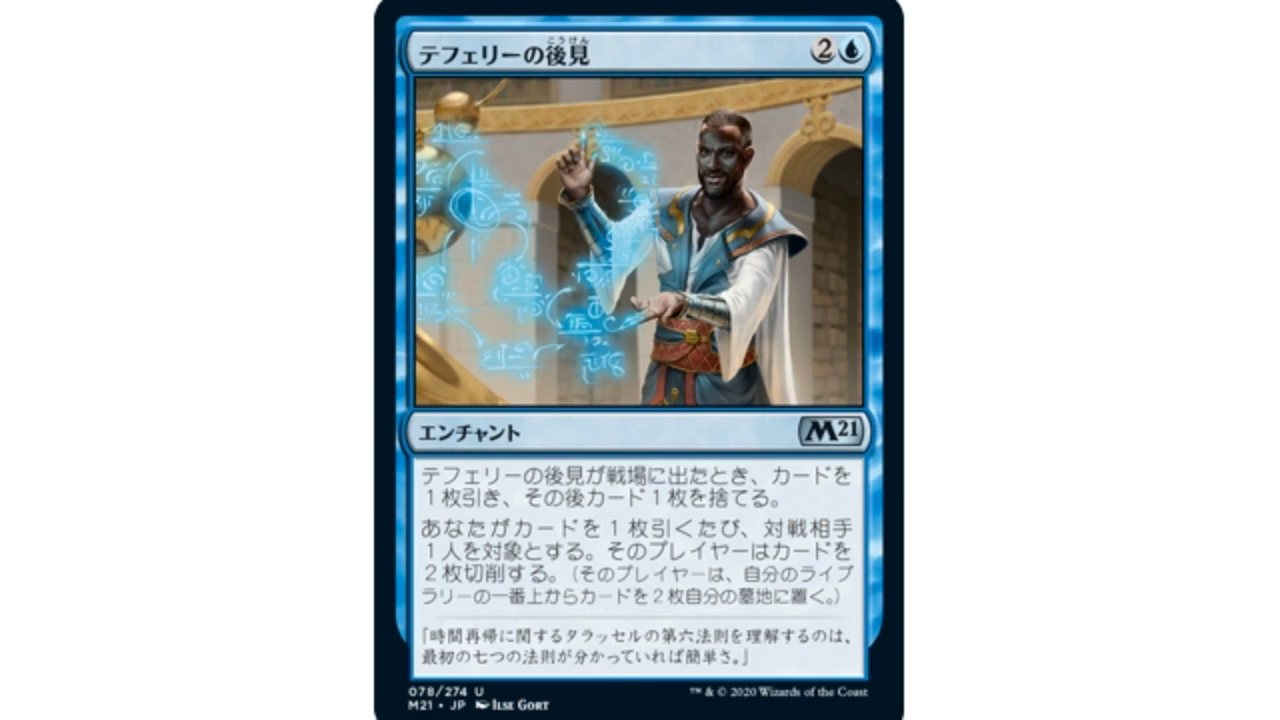 こうけん
テフェリーの後見 2
エンチャント M21
テフェリーの後見が戦場に出たとき、カードを
1枚引き、その後カード1枚を捨てる。
あなたがカードを1枚引くたび、対戦相手
1人を対象とする。そのプレイヤーはカードを
2枚切削する。（そのプレイヤーは、自分のライブ
ラリーの一番上からカードを2枚自分の墓地に置く。）
「時間再帰に関するタラッセルの第六法則を理解するのは、
最初の七つの法則が分かっていれば簡単さ。」
078/274 U ™ & © 2020 Wizards of the Coast
M21 • JP Ilse Gort